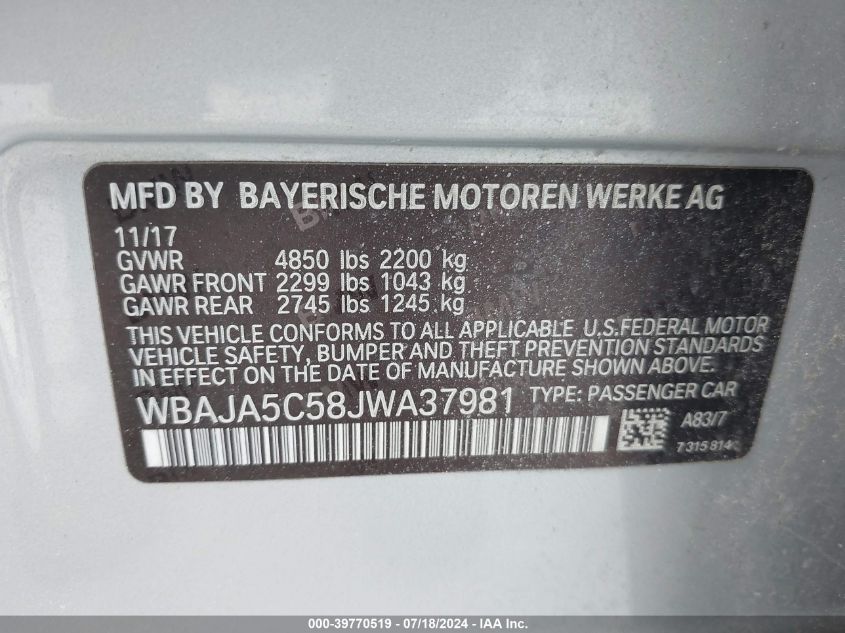 MFD BY BAYERISCHE MOTOREN WERKE AG
11/17
GVWR 4850 lbs 2200 kg
GAWR FRONT 2299 lbs 1043 kg
GAWR REAR 2745 lbs 1245 kg
THIS VEHICLE CONFORMS TO ALL APPLICABLE U.S.FEDERAL MOTOR
VEHICLE SAFETY, BUMPER AND THEFT PREVENTION STANDARDS
IN EFFECT ON THE DATE OF MANUFACTURE SHOWN ABOVE.
WBAJA5C58JWA37981 TYPE: PASSENGER CAR
A83/7
7315814
000-39770519 - 07/18/2024 - IAA Inc.